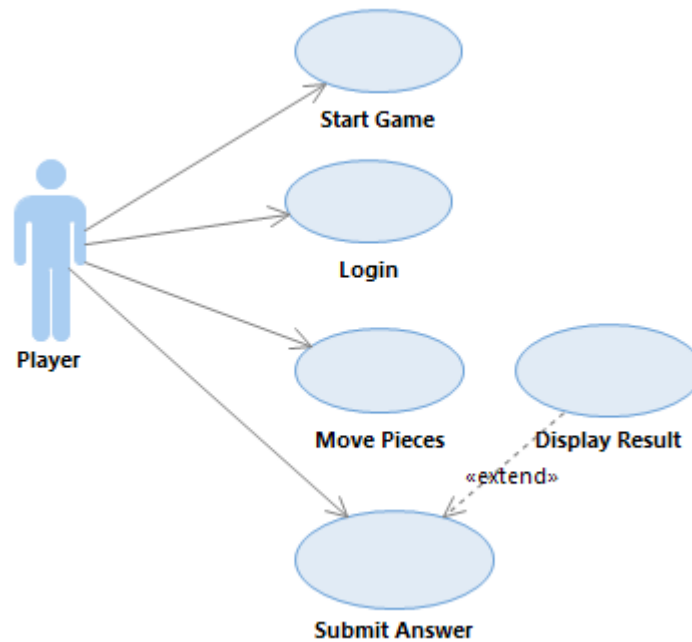 Start Game
Login
Player
Move Pieces
Display Result
«extend»
Submit Answer